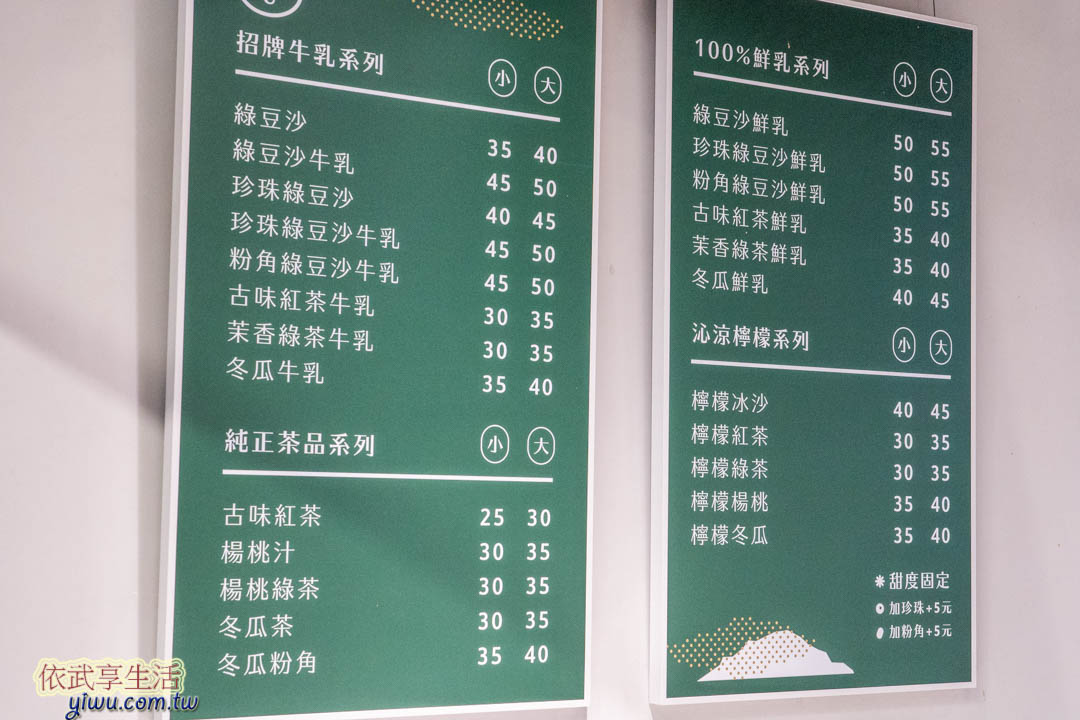 招牌牛乳系列 小 大
綠豆沙 35 40
綠豆沙牛乳 45 50
珍珠綠豆沙 40 45
珍珠綠豆沙牛乳 45 50
粉角綠豆沙牛乳 45 50
古味紅茶牛乳 30 35
茉香綠茶牛乳 30 35
冬瓜牛乳 35 40
純正茶品系列 小 大
古味紅茶 25 30
楊桃汁 30 35
楊桃綠茶 30 35
冬瓜茶 30 35
冬瓜粉角 35 40
100%鮮乳系列 小 大
綠豆沙鮮乳 50 55
珍珠綠豆沙鮮乳 50 55
粉角綠豆沙鮮乳 50 55
古味紅茶鮮乳 35 40
茉香綠茶鮮乳 35 40
冬瓜鮮乳 40 45
沁涼檸檬系列 小 大
檸檬冰沙 40 45
檸檬紅茶 30 35
檸檬綠茶 30 35
檸檬楊桃 35 40
檸檬冬瓜 35 40
甜度固定
加珍珠+5元
加粉角+5元
依武享生活
yiwu.com.tw